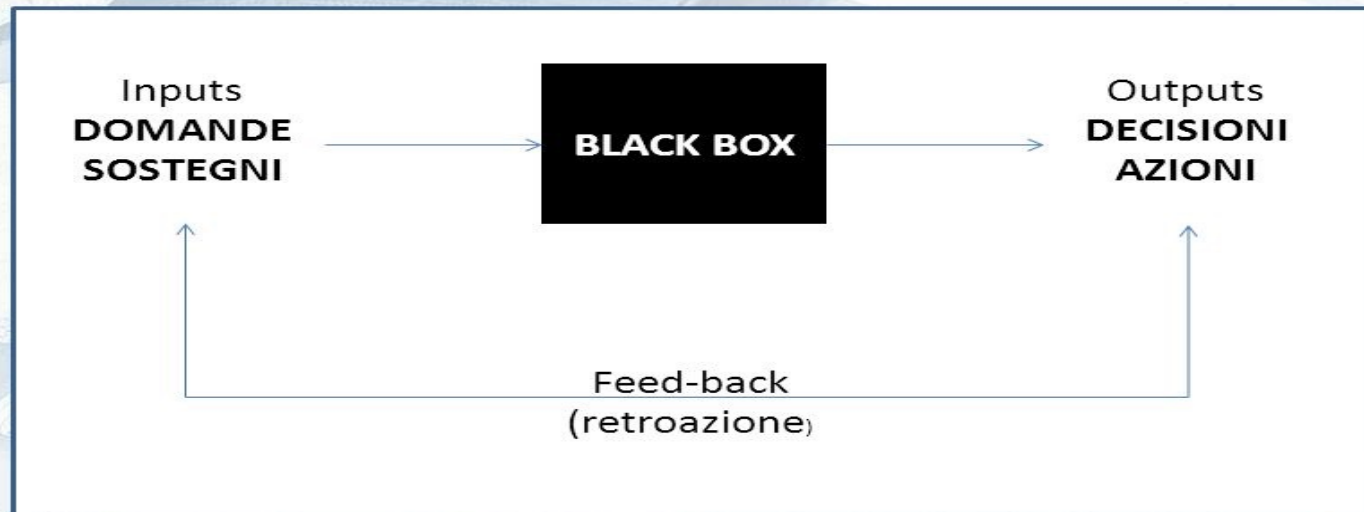 Inputs
DOMANDE
SOSTEGNI
BLACK BOX
Outputs
DECISIONI
AZIONI
Feed-back
(retroazione)